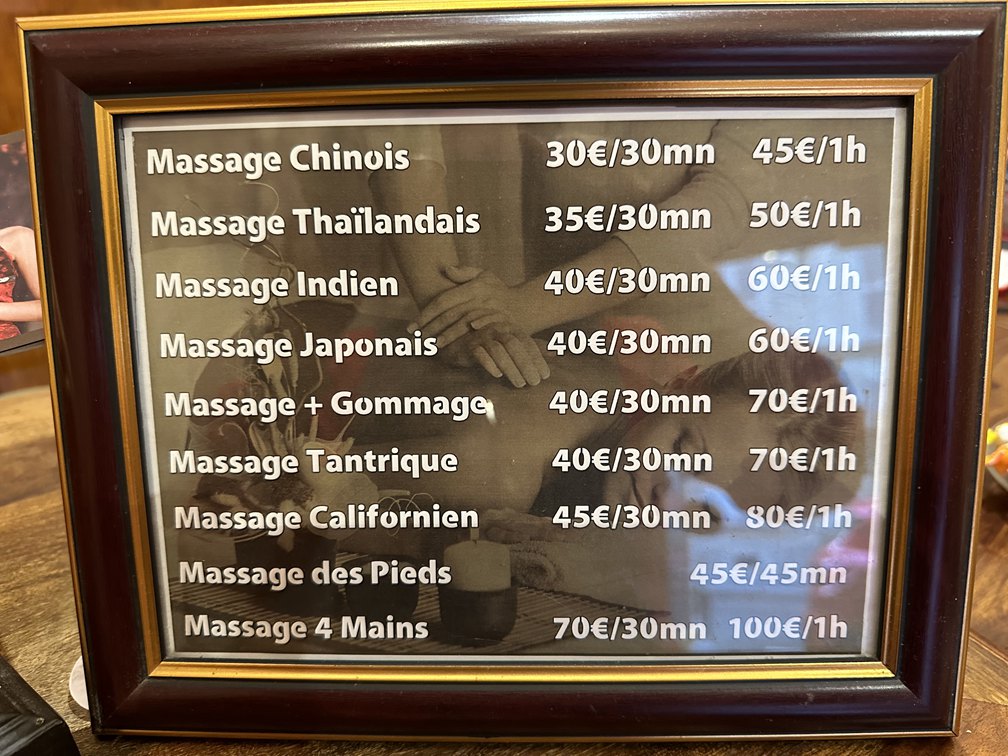 Massage Chinois 30€/30mn 45€/1h
Massage Thaïlandais 35€/30mn 50€/1h
Massage Indien 40€/30mn 60€/1h
Massage Japonais 40€/30mn 60€/1h
Massage + Gommage 40€/30mn 70€/1h
Massage Tantrique 40€/30mn 70€/1h
Massage Californien 45€/30mn 80€/1h
Massage des Pieds 45€/45mn
Massage 4 Mains 70€/30mn 100€/1h